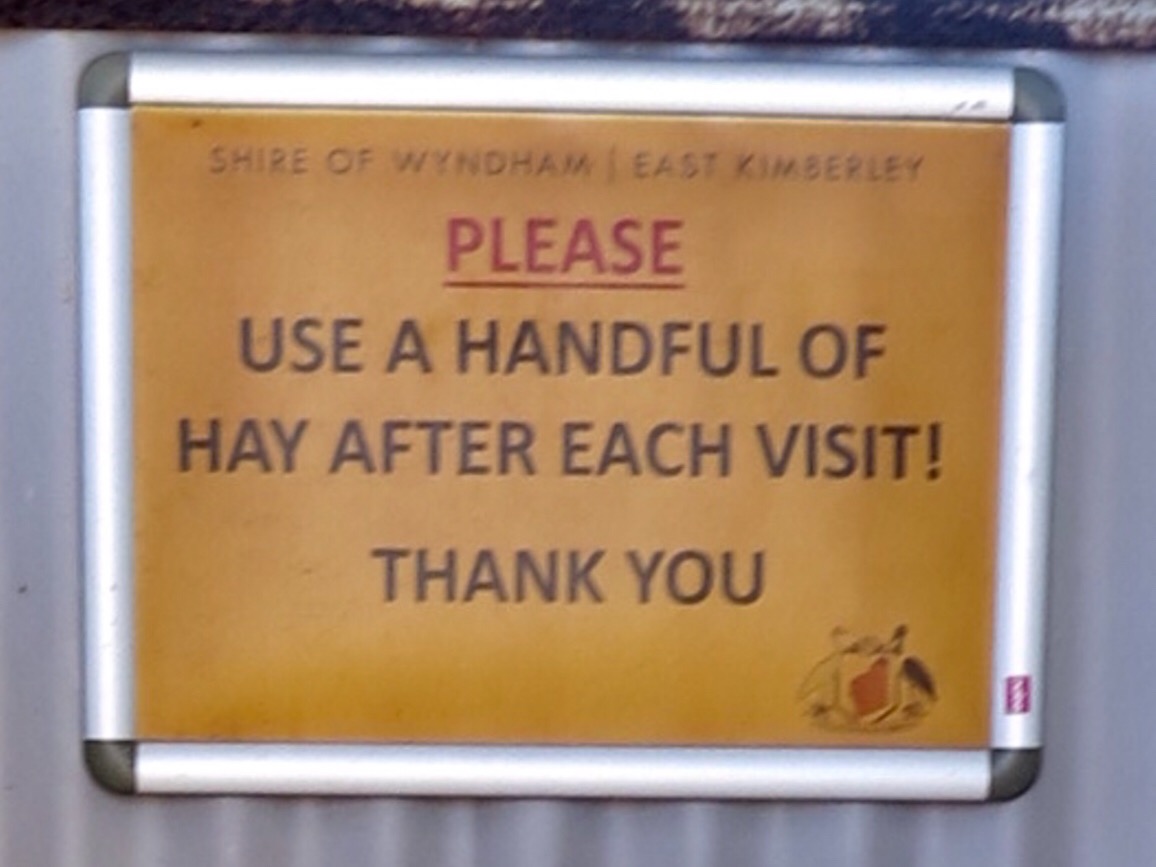 SHIRE OF WYNDHAM | EAST KIMBERLEY
PLEASE
USE A HANDFUL OF
HAY AFTER EACH VISIT!
THANK YOU